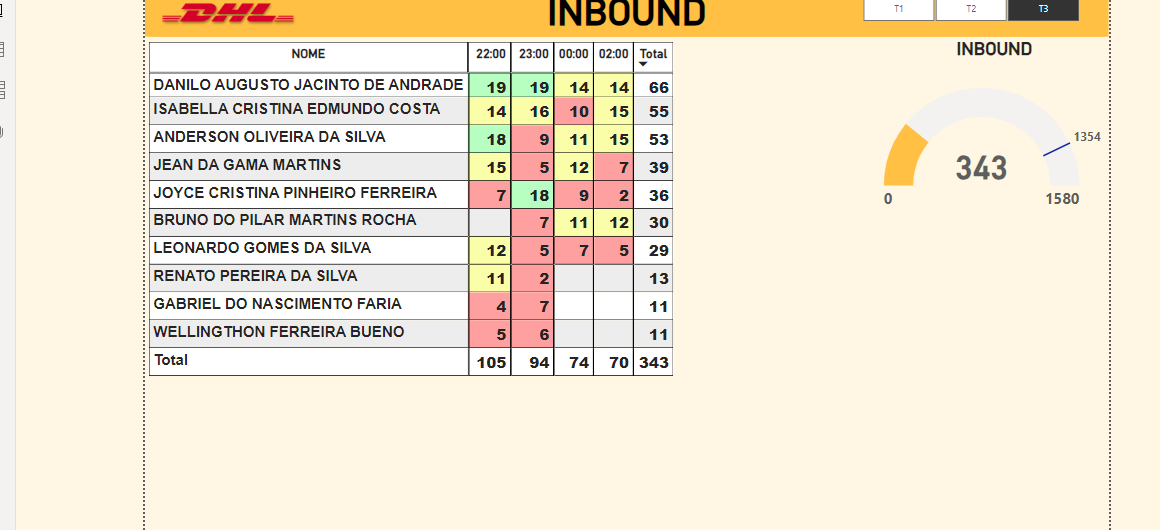 DHL
INBOUND
T1 T2 T3
NOME 22:00 23:00 00:00 02:00 Total
DANILO AUGUSTO JACINTO DE ANDRADE 19 19 14 14 66
ISABELLA CRISTINA EDMUNDO COSTA 14 16 10 15 55
ANDERSON OLIVEIRA DA SILVA 18 9 11 15 53
JEAN DA GAMA MARTINS 15 5 12 7 39
JOYCE CRISTINA PINHEIRO FERREIRA 7 18 9 2 36
BRUNO DO PILAR MARTINS ROCHA 7 11 12 30
LEONARDO GOMES DA SILVA 12 5 7 5 29
RENATO PEREIRA DA SILVA 11 2 13
GABRIEL DO NASCIMENTO FARIA 4 7 11
WELLINGTHON FERREIRA BUENO 5 6 11
Total 105 94 74 70 343
INBOUND
1354
343
0 1580